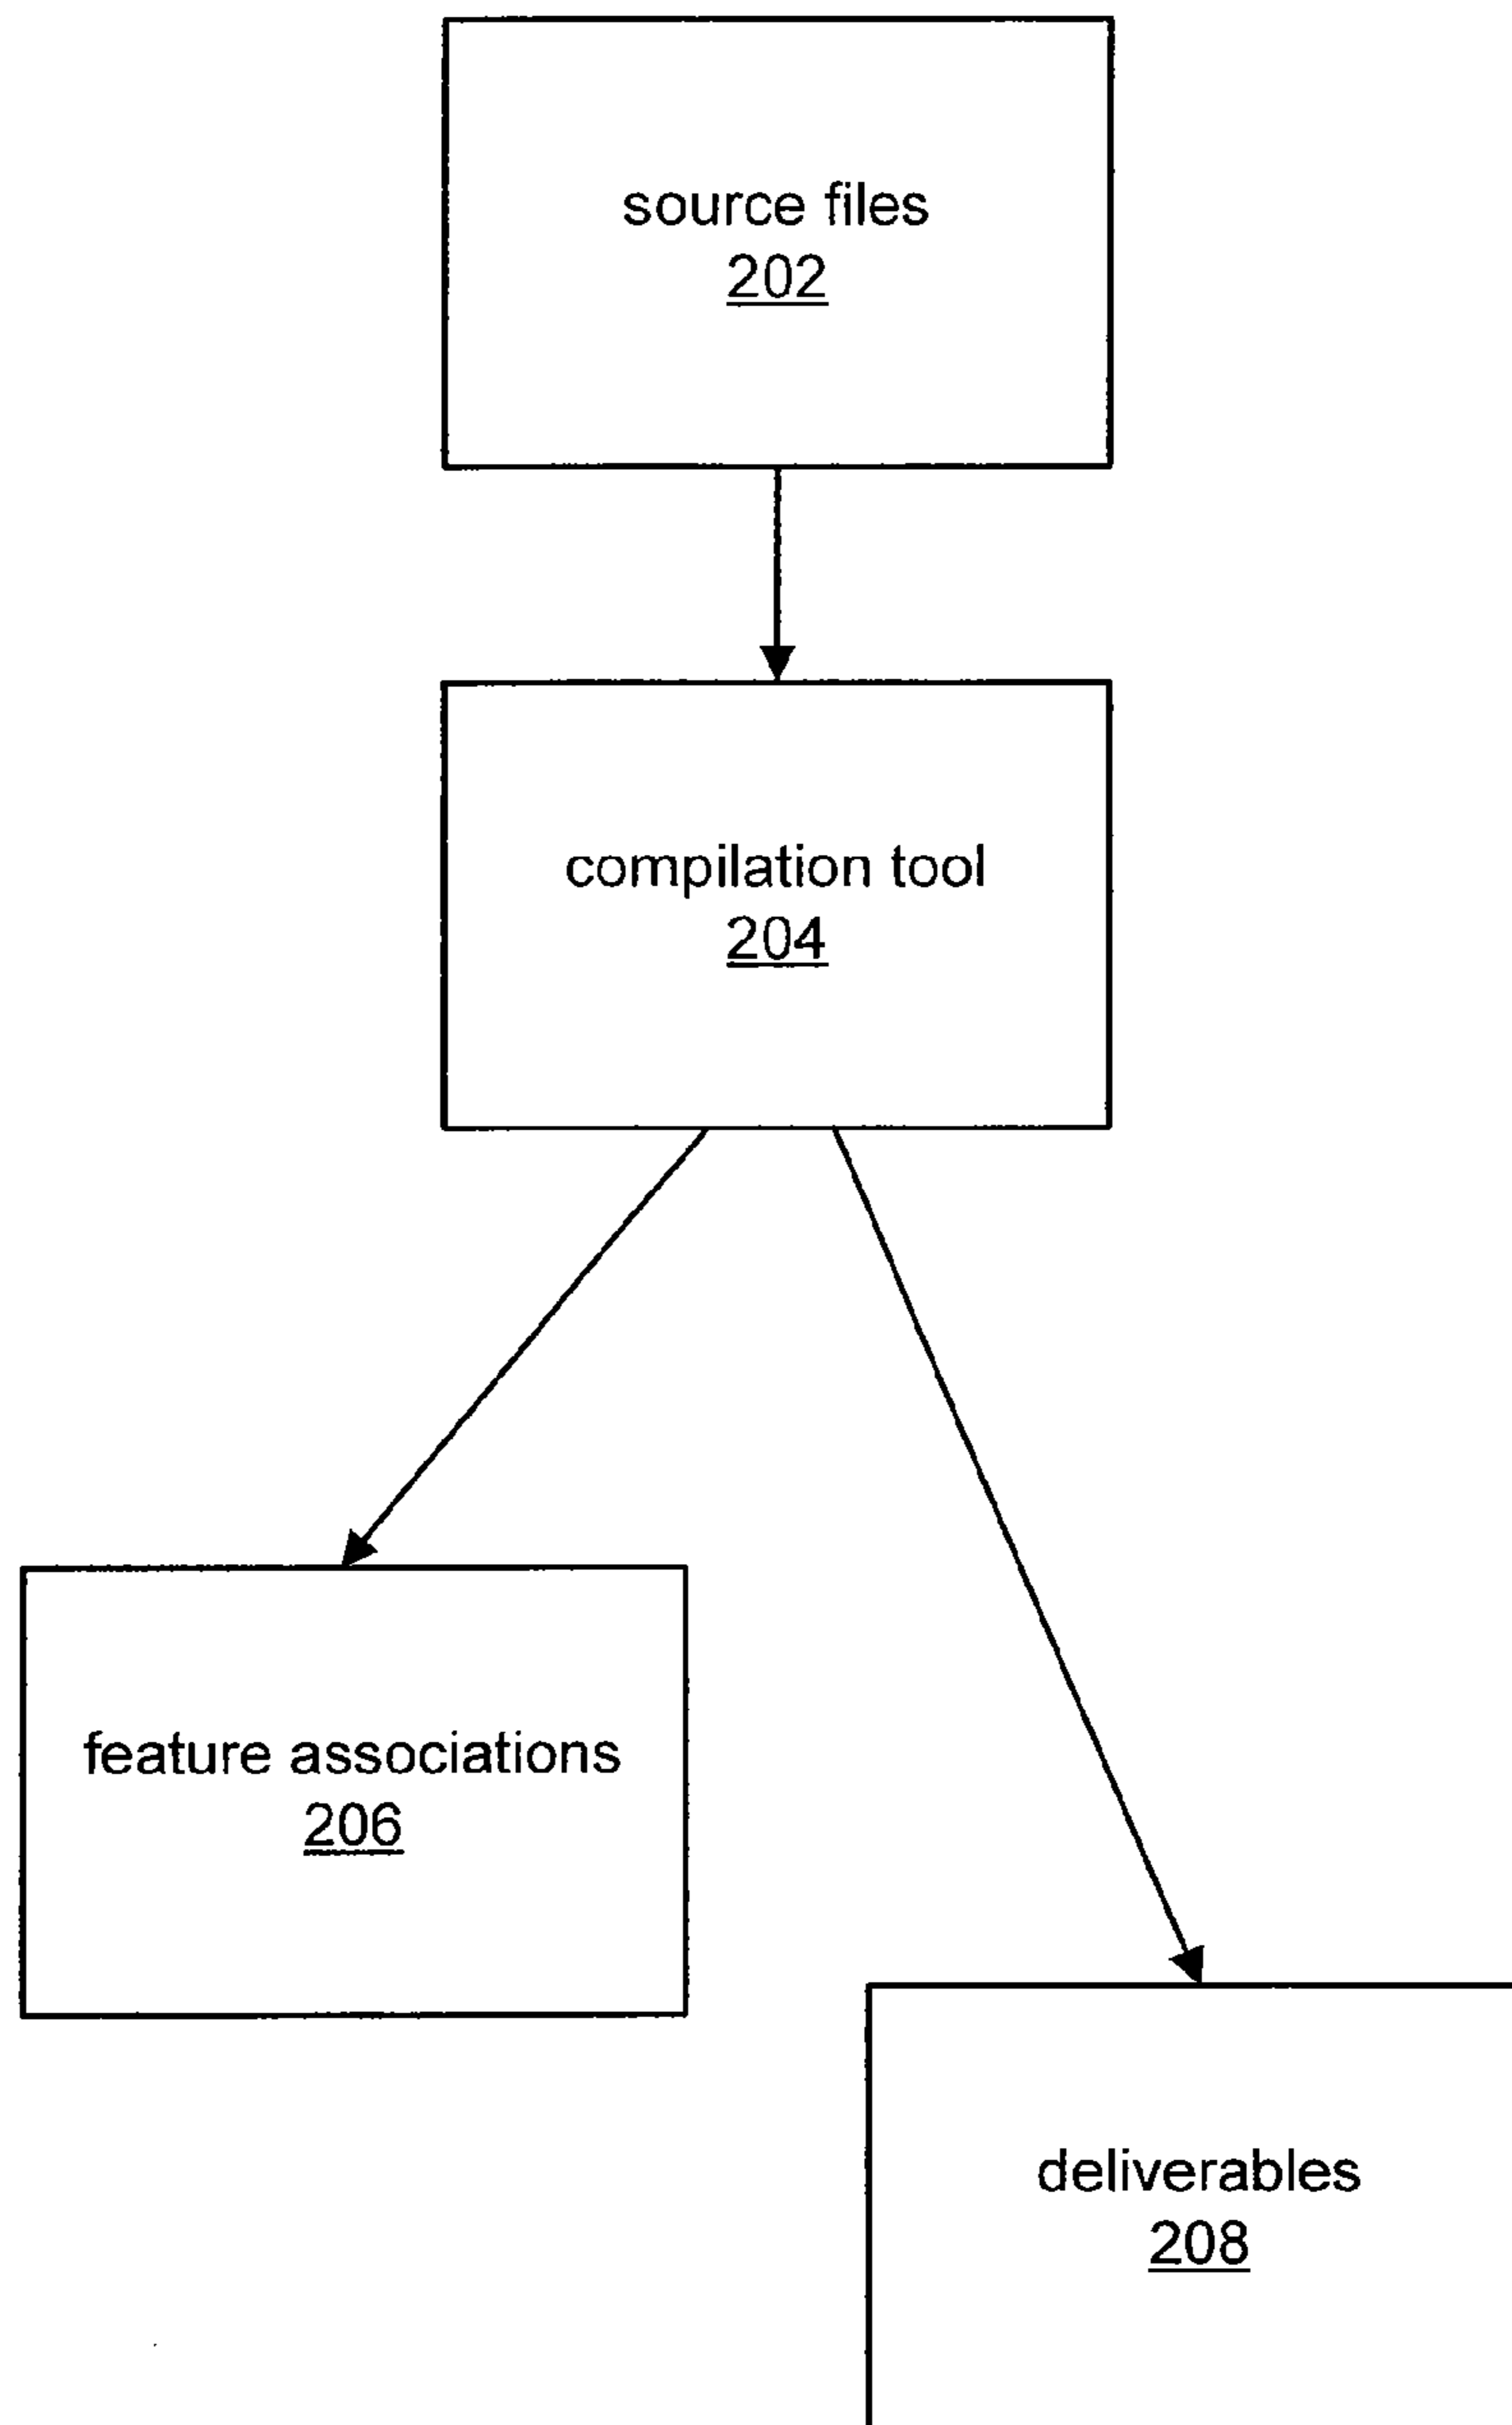 source files
202
compilation tool
204
feature associations
206
deliverables
208